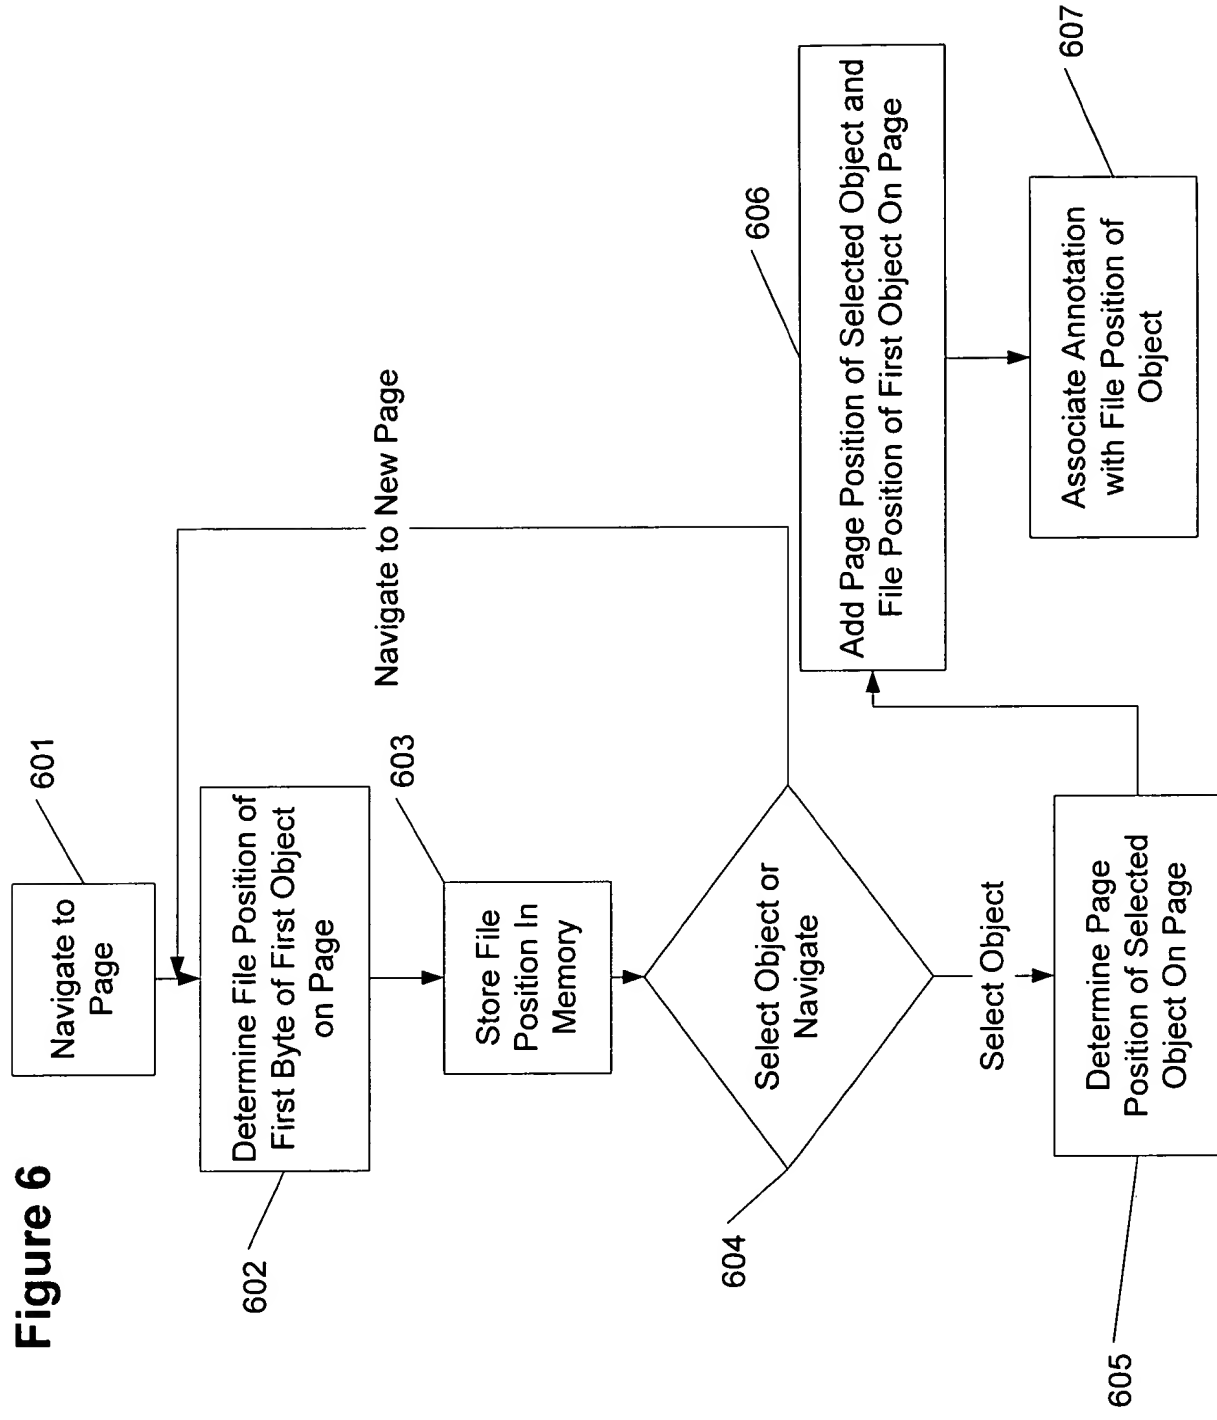 Figure 6
Navigate to
Page
601
Determine File Position of
First Byte of First Object
on Page
602
Navigate to New Page
Store File
Position In
Memory
603
Select Object or
Navigate
604
Select Object
Determine Page
Position of Selected
Object On Page
605
Add Page Position of Selected Object and
File Position of First Object On Page
606
Associate Annotation
with File Position of
Object
607